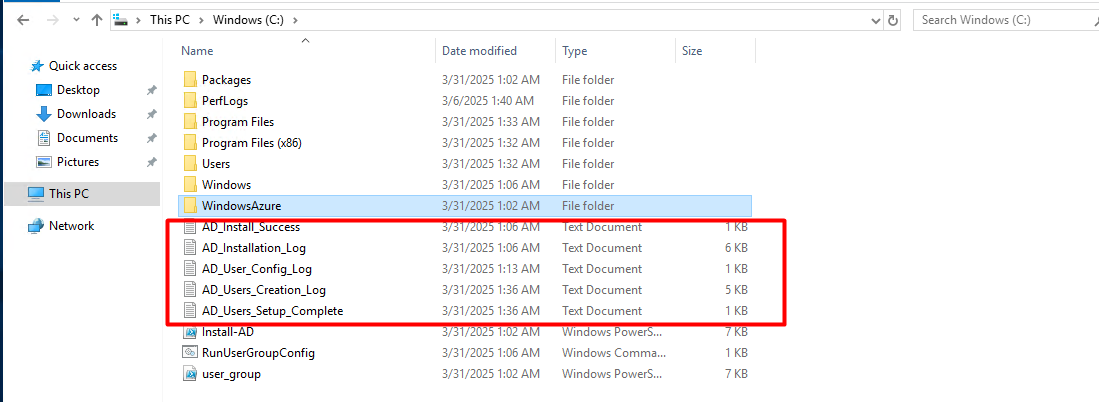 This PC > Windows (C:) >
Search Windows (C:)
Name Date modified Type Size
Quick access
Desktop
Downloads
Documents
Pictures
This PC
Network
Packages 3/31/2025 1:02 AM File folder
PerfLogs 3/6/2025 1:40 AM File folder
Program Files 3/31/2025 1:33 AM File folder
Program Files (x86) 3/31/2025 1:32 AM File folder
Users 3/31/2025 1:32 AM File folder
Windows 3/31/2025 1:06 AM File folder
WindowsAzure 3/31/2025 1:02 AM File folder
AD_Install_Success 3/31/2025 1:06 AM Text Document 1 KB
AD_Installation_Log 3/31/2025 1:06 AM Text Document 6 KB
AD_User_Config_Log 3/31/2025 1:13 AM Text Document 1 KB
AD_Users_Creation_Log 3/31/2025 1:36 AM Text Document 5 KB
AD_Users_Setup_Complete 3/31/2025 1:36 AM Text Document 1 KB
Install-AD 3/31/2025 1:02 AM Windows PowerS... 7 KB
RunUserGroupConfig 3/31/2025 1:06 AM Windows Comma... 1 KB
user_group 3/31/2025 1:02 AM Windows PowerS... 7 KB